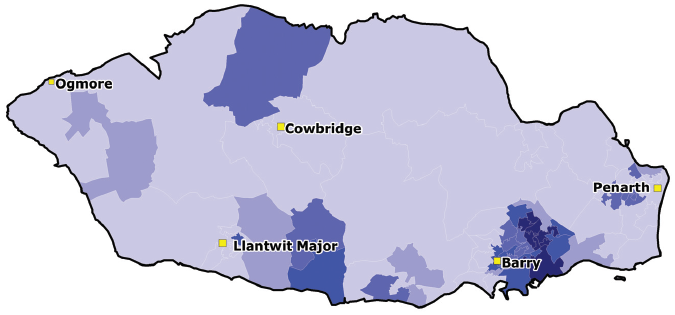 Ogmore
Cowbridge
Penarth
Llantwit Major
Barry